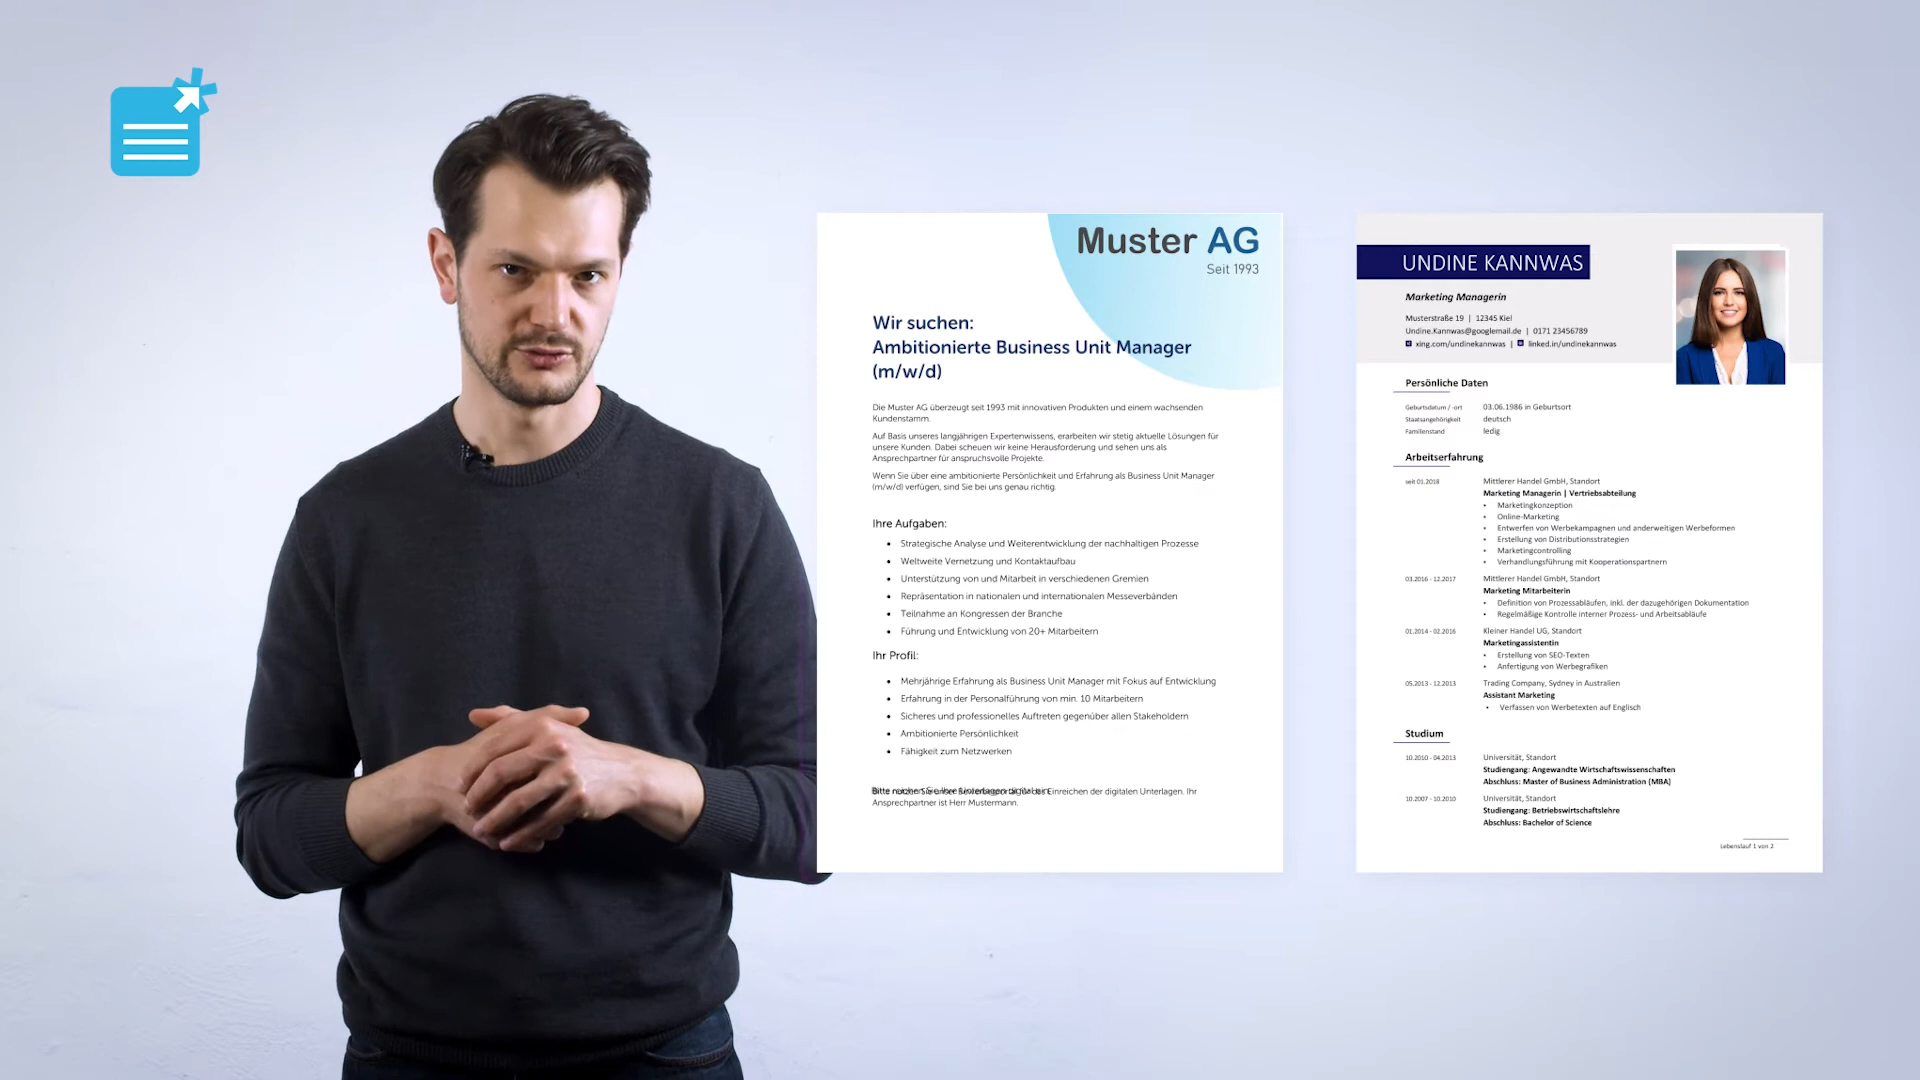 Muster AG
Seit 1993
Wir suchen:
Ambitionierte Business Unit Manager
(m/w/d)
Die Muster AG überzeugt seit 1993 mit innovativen Produkten und einem wachsenden
Kundenstamm.
Auf Basis unseres langjährigen Expertenwissens, erarbeiten wir stetig aktuelle Lösungen für
unsere Kunden. Dabei scheuen wir keine Herausforderung und sehen uns als
Ansprechpartner für anspruchsvolle Projekte.
Wenn Sie über eine ambitionierte Persönlichkeit und Erfahrung als Business Unit Manager
(m/w/d) verfügen, sind Sie bei uns genau richtig.
Ihre Aufgaben:
• Strategische Analyse und Weiterentwicklung der nachhaltigen Prozesse
• Weltweite Vernetzung und Kontaktaufbau
• Unterstützung von und Mitarbeit in verschiedenen Gremien
• Repräsentation in nationalen und internationalen Messeverbänden
• Teilnahme an Kongressen der Branche
• Führung und Entwicklung von 20+ Mitarbeitern
Ihr Profil:
• Mehrjährige Erfahrung als Business Unit Manager mit Fokus auf Entwicklung
• Erfahrung in der Personalführung von min. 10 Mitarbeitern
• Sicheres und professionelles Auftreten gegenüber allen Stakeholdern
• Ambitionierte Persönlichkeit
• Fähigkeit zum Netzwerken
Einreichen der digitalen Unterlagen. Ihr
Ansprechpartner ist Herr Mustermann.
UNDINE KANNWAS
Marketing Managerin
Musterstraße 19 | 12345 Kiel
Undine.Kannwas@googlemail.de | 0171 23456789
xing.com/undinekannwas | linked.in/undinekannwas
Persönliche Daten
Geburtsdatum / -ort 03.06.1986 in Geburtsort
Staatsangehörigkeit deutsch
Familienstand ledig
Arbeitserfahrung
seit 01.2018 Mittlerer Handel GmbH, Standort
Marketing Managerin | Vertriebsabteilung
• Marketingkonzeption
• Online-Marketing
• Entwerfen von Werbekampagnen und anderweitigen Werbeformen
• Erstellung von Distributionsstrategien
• Marketingcontrolling
• Verhandlungsführung mit Kooperationspartnern
03.2016 - 12.2017 Mittlerer Handel GmbH, Standort
Marketing Mitarbeiterin
• Definition von Prozessabläufen, inkl. der dazugehörigen Dokumentation
• Regelmäßige Kontrolle interner Prozess- und Arbeitsabläufe
01.2014 - 02.2016 Kleiner Handel UG, Standort
Marketingassistentin
• Erstellung von SEO-Texten
• Anfertigung von Werbegrafiken
05.2013 - 12.2013 Trading Company, Sydney in Australien
Assistant Marketing
• Verfassen von Werbetexten auf Englisch
Studium
10.2010 - 04.2013 Universität, Standort
Studiengang: Angewandte Wirtschaftswissenschaften
Abschluss: Master of Business Administration (MBA)
10.2007 - 10.2010 Universität, Standort
Studiengang: Betriebswirtschaftslehre
Abschluss: Bachelor of Science
Lebenslauf 1 von 2